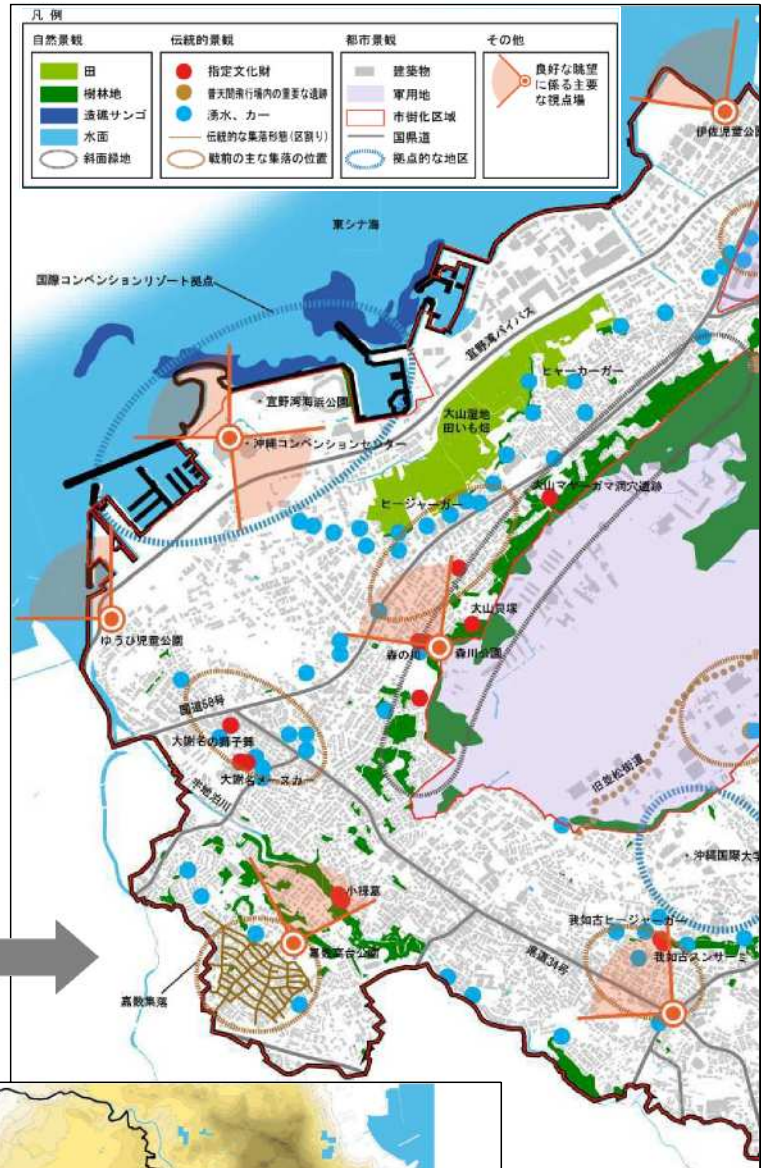 凡 例
自然景観
田
樹林地
造礁サンゴ
水面
斜面緑地
伝統的景観
指定文化財
普天間飛行場内の重要な遺跡
湧水、カー
伝統的な集落形態(区割り)
戦前の主な集落の位置
都市景観
建築物
軍用地
市街化区域
国県道
拠点的な地区
その他
良好な眺望
に係る主要
な視点場
伊佐児童公園
東シナ海
国際コンベンションリゾート拠点
宜野湾バイパス
ヒャーカーガー
・宜野湾海浜公園
大山湿地
田いも畑
・沖縄コンベンションセンター
大山マヤーガマ洞穴遺跡
ヒージャーガー
大山貝塚
ゆうひ児童公園
森の川
森川公園
国道58号
大謝名の獅子舞
旧並松街道
大謝名メースカー
宇地泊川
・沖縄国際大学
小禄墓
我如古ヒージャーガー
嘉数高台公園
県道34号
我如古スンサーミー
嘉数集落